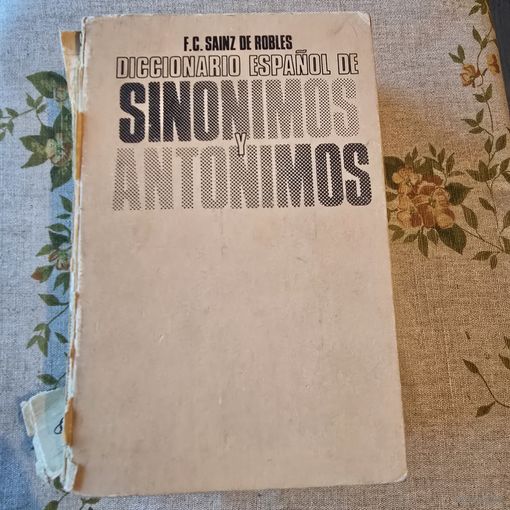 F.C. SAINZ DE ROBLES
DICCIONARIO ESPAÑOL DE
SINONIMOS
Y
ANTONIMOS